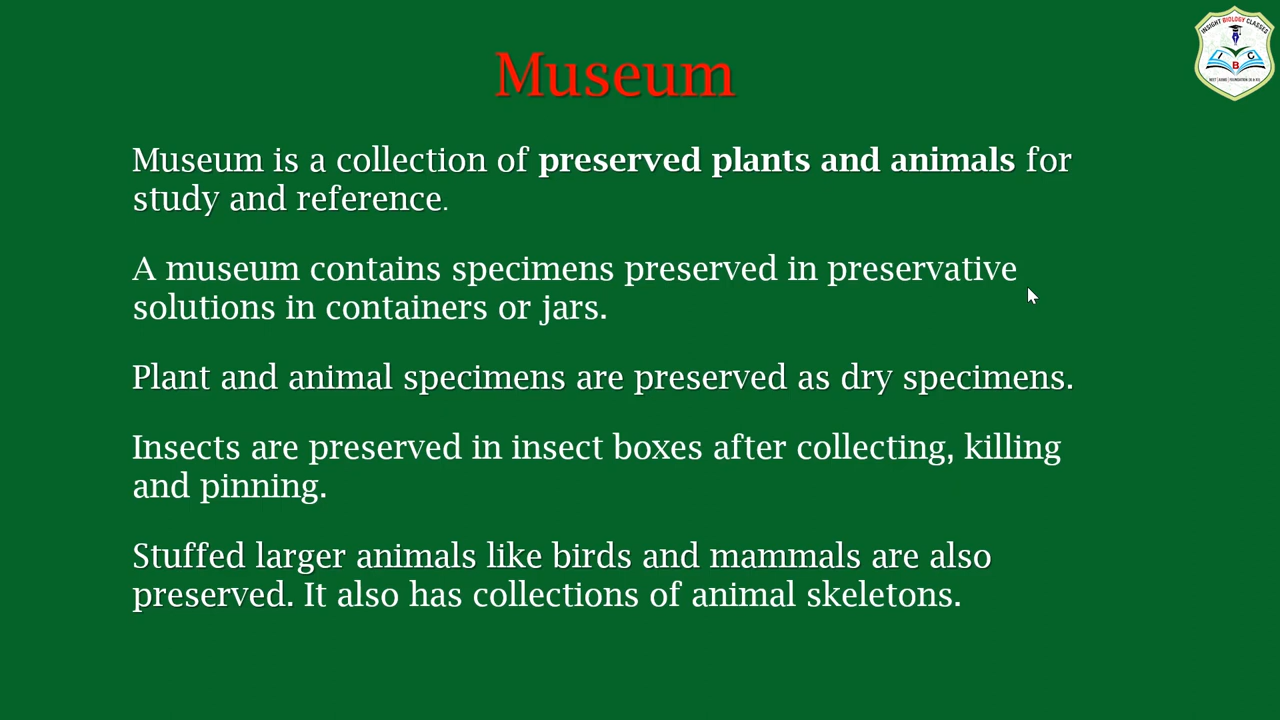 INSIGHT BIOLOGY CLASSES
I B C
Museum
Museum is a collection of preserved plants and animals for
study and reference.
A museum contains specimens preserved in preservative
solutions in containers or jars.
Plant and animal specimens are preserved as dry specimens.
Insects are preserved in insect boxes after collecting, killing
and pinning.
Stuffed larger animals like birds and mammals are also
preserved. It also has collections of animal skeletons.